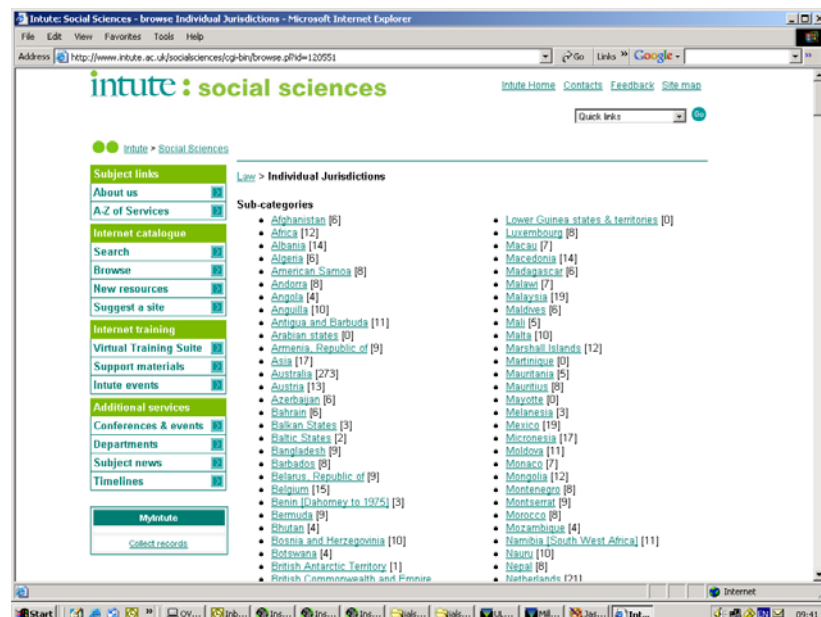 Intute: Social Sciences - browse Individual Jurisdictions - Microsoft Internet Explorer
File Edit View Favorites Tools Help
Address http://www.intute.ac.uk/socialsciences/cgi-bin/browse.pl?id=120551 Go Links » Google -
intute : social sciences
Intute Home Contacts Feedback Site map
Quick links Go
Intute > Social Sciences
Subject links
About us
A-Z of Services
Internet catalogue
Search
Browse
New resources
Suggest a site
Internet training
Virtual Training Suite
Support materials
Intute events
Additional services
Conferences & events
Departments
Subject news
Timelines
MyIntute
Collect records
Law > Individual Jurisdictions
Sub-categories
Afghanistan [6]
Africa [12]
Albania [14]
Algeria [6]
American Samoa [8]
Andorra [8]
Angola [4]
Anguilla [10]
Antigua and Barbuda [11]
Arabian states [0]
Armenia, Republic of [9]
Asia [17]
Australia [273]
Austria [13]
Azerbaijan [6]
Bahrain [6]
Balkan States [3]
Baltic States [2]
Bangladesh [9]
Barbados [8]
Belarus, Republic of [9]
Belgium [15]
Benin [Dahomey to 1975] [3]
Bermuda [9]
Bhutan [4]
Bosnia and Herzegovinia [10]
Botswana [4]
British Antarctic Territory [1]
British Commonwealth and Empire
Lower Guinea states & territories [0]
Luxembourg [8]
Macau [7]
Macedonia [14]
Madagascar [6]
Malawi [7]
Malaysia [19]
Maldives [6]
Mali [5]
Malta [10]
Marshall Islands [12]
Martinique [0]
Mauritania [5]
Mauritius [8]
Mayotte [0]
Melanesia [3]
Mexico [19]
Micronesia [17]
Moldova [11]
Monaco [7]
Mongolia [12]
Montenegro [8]
Montserrat [9]
Morocco [8]
Mozambique [4]
Namibia [South West Africa] [11]
Nauru [10]
Nepal [8]
Netherlands [21]
Internet
Start » OV... Inb... Ins... Ins... Ins... UL... Mil... Jas... Int... EN 09:41